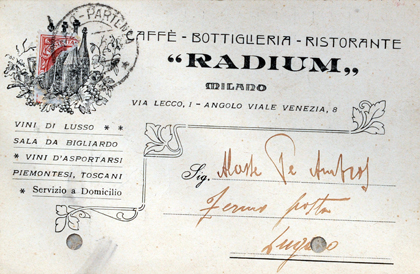 CAFFÈ - BOTTIGLIERIA - RISTORANTE
"RADIUM"
MILANO
VIA LECCO, 1 - ANGOLO VIALE VENEZIA, 8
VINI DI LUSSO * *
SALA DA BIGLIARDO
* VINI D'ASPORTARSI
PIEMONTESI, TOSCANI
* Servizio a Domicilio
Sig. De
Fermo posta
Lugano